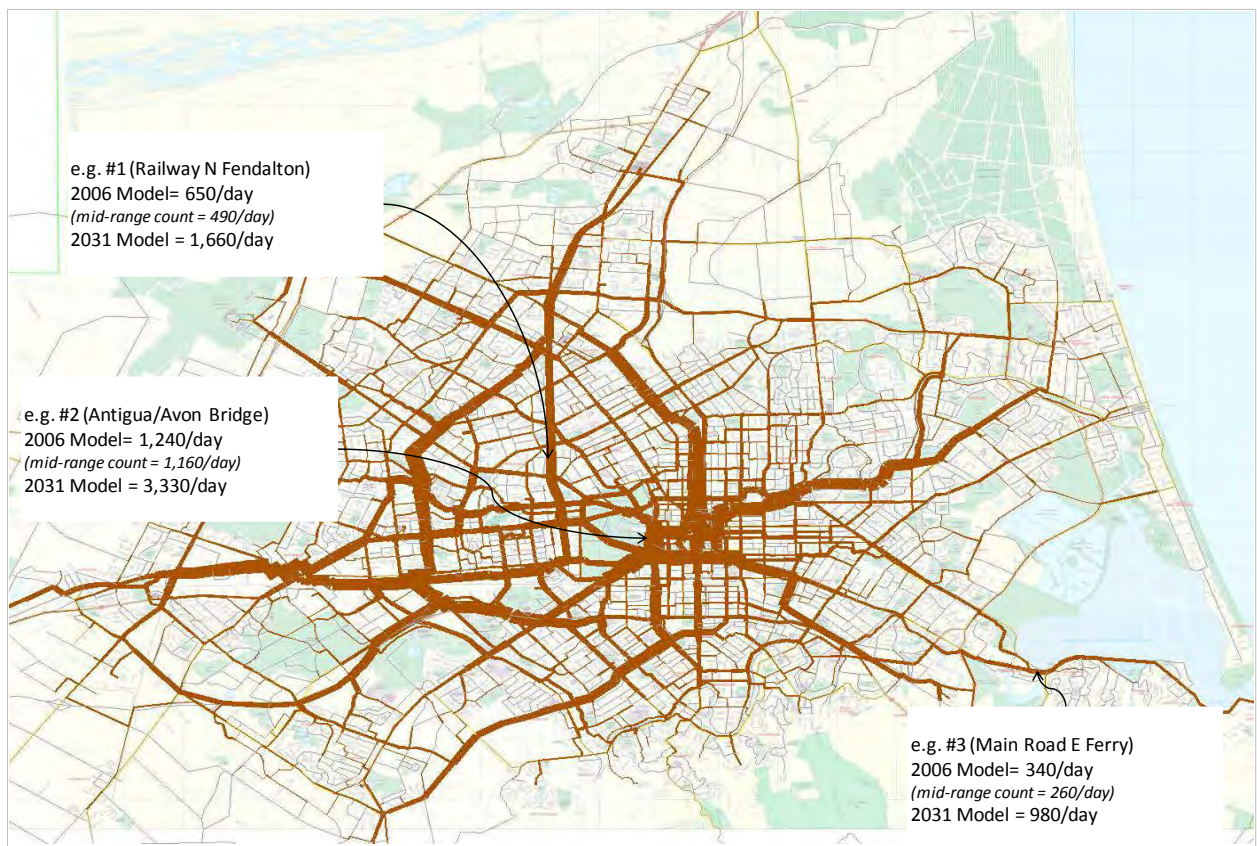 e.g. #1 (Railway N Fendalton)
2006 Model= 650/day
(mid-range count = 490/day)
2031 Model = 1,660/day
e.g. #2 (Antigua/Avon Bridge)
2006 Model= 1,240/day
(mid-range count = 1,160/day)
2031 Model = 3,330/day
e.g. #3 (Main Road E Ferry)
2006 Model= 340/day
(mid-range count = 260/day)
2031 Model = 980/day